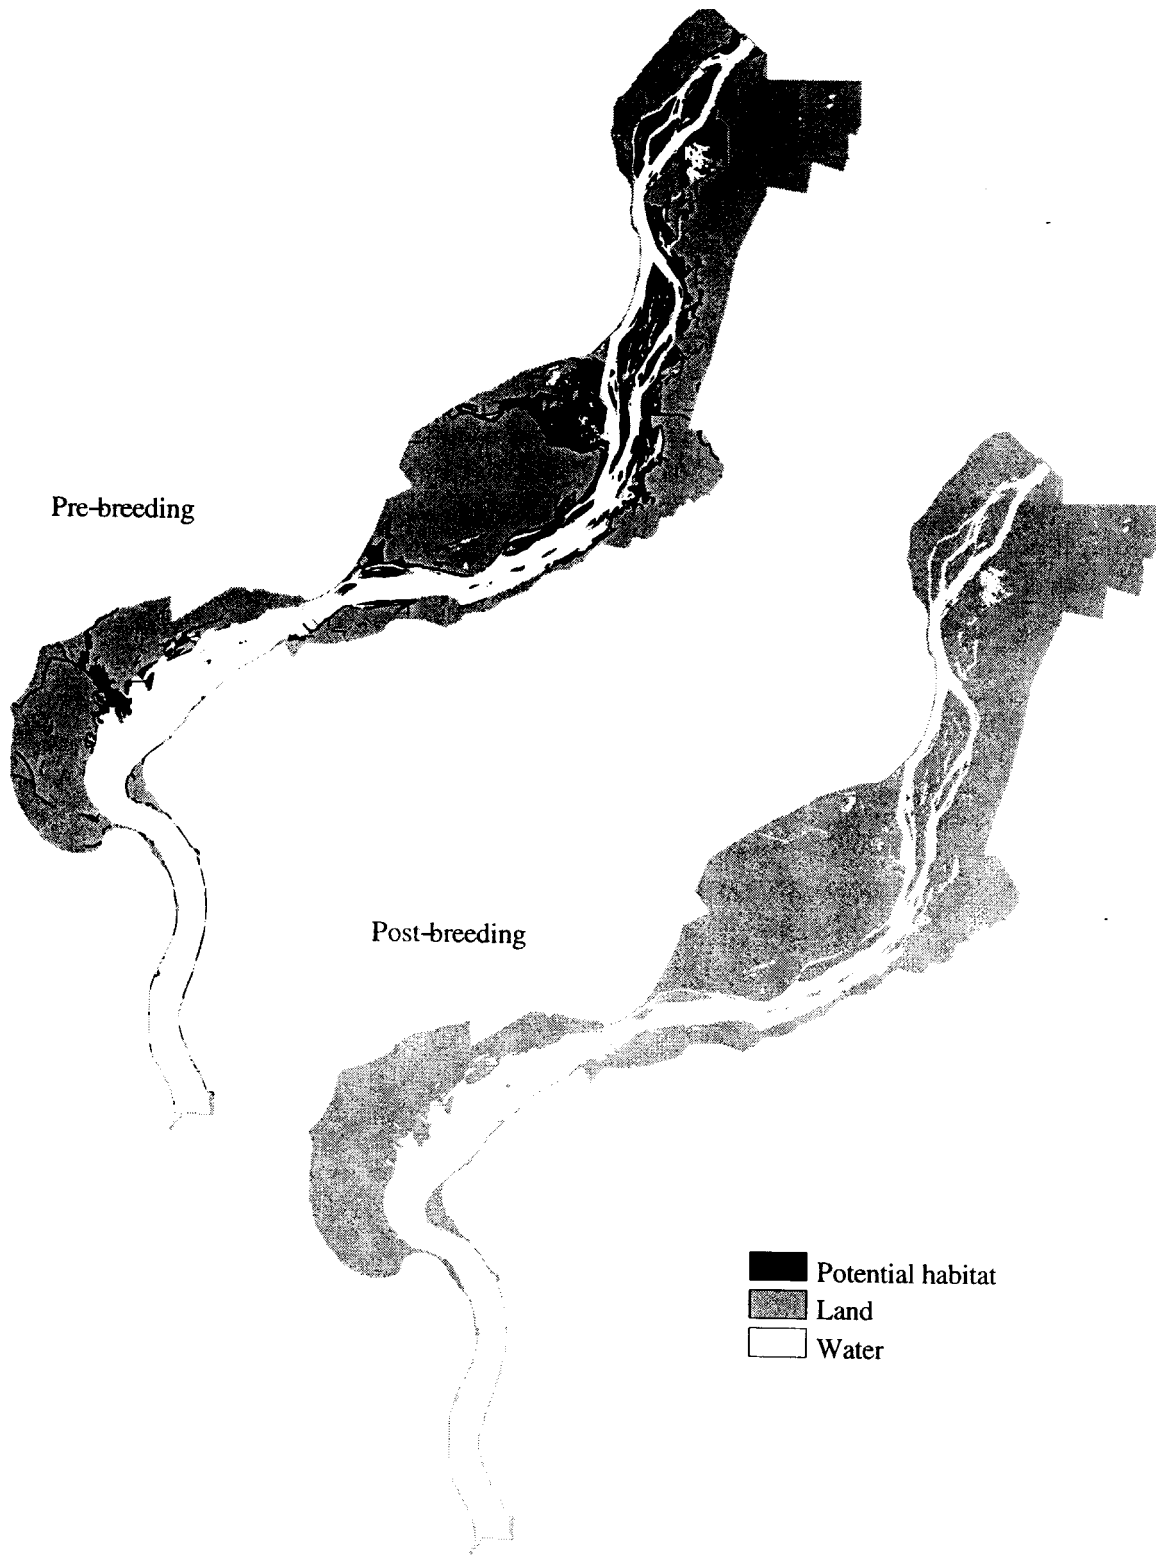 Pre-breeding
Post-breeding
Potential habitat
Land
Water